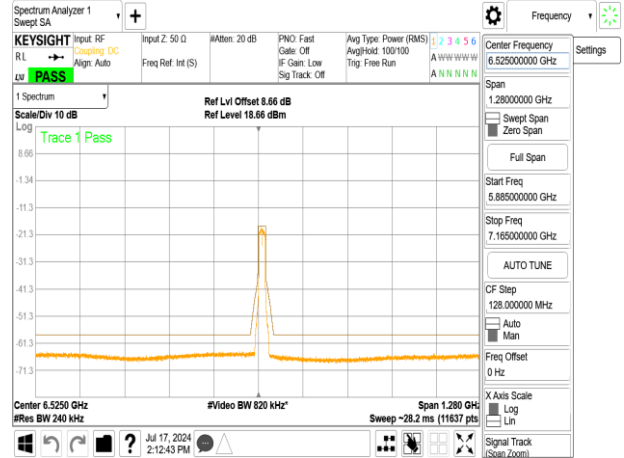 Spectrum Analyzer 1
Swept SA
Frequency
KEYSIGHT
RL
PASS
Input: RF
Coupling: DC
Align: Auto
Input Z: 50 Ω
Freq Ref: Int (S)
#Atten: 20 dB
PNO: Fast
Gate: Off
IF Gain: Low
Sig Track: Off
Avg Type: Power (RMS)
Avg|Hold: 100/100
Trig: Free Run
1 2 3 4 5 6
A W W W W W
A N N N N N
1 Spectrum
Scale/Div 10 dB
Ref Lvl Offset 8.66 dB
Ref Level 18.66 dBm
Log
Trace 1 Pass
8.66
-1.34
-11.3
-21.3
-31.3
-41.3
-51.3
-61.3
-71.3
Center 6.5250 GHz
#Res BW 240 kHz
#Video BW 820 kHz*
Span 1.280 GHz
Sweep ~28.2 ms (11637 pts
Jul 17, 2024
2:12:43 PM
Center Frequency
6.525000000 GHz
Settings
Span
1.28000000 GHz
Swept Span
Zero Span
Full Span
Start Freq
5.885000000 GHz
Stop Freq
7.165000000 GHz
AUTO TUNE
CF Step
128.000000 MHz
Auto
Man
Freq Offset
0 Hz
X Axis Scale
Log
Lin
Signal Track
(Span Zoom)